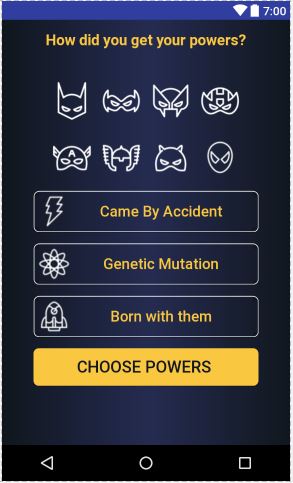 7:00
How did you get your powers?
A
Came By Accident
Genetic Mutation
Born with them
CHOOSE POWERS